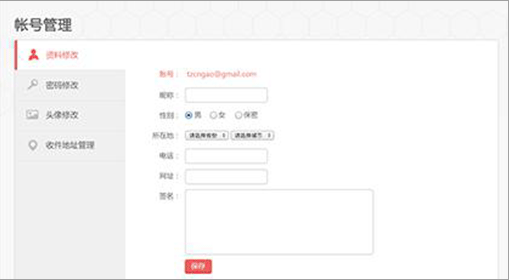 帐号管理
资料修改
密码修改
头像修改
收件地址管理
账号： tzcngao@gmail.com
昵称：
性别： 男 女 保密
所在地： 请选择省份 请选择城市
电话：
网址：
签名：
保存